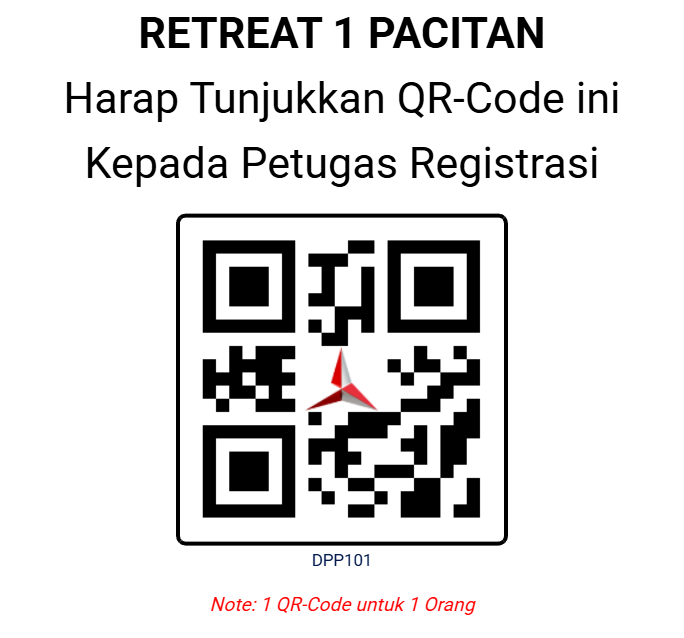 RETREAT 1 PACITAN
Harap Tunjukkan QR-Code ini
Kepada Petugas Registrasi
DPP101
Note: 1 QR-Code untuk 1 Orang